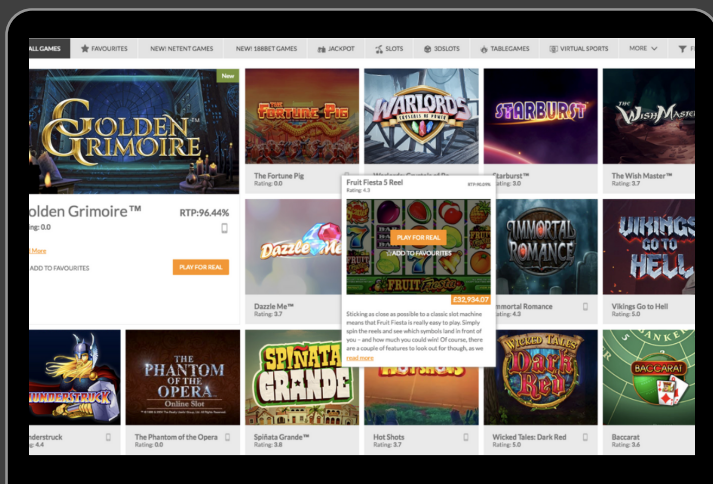 ALL GAMES
FAVOURITES
NEW! NETENT GAMES
NEW! 188BET GAMES
JACKPOT
SLOTS
3DSLOTS
TABLEGAMES
VIRTUAL SPORTS
MORE
New
GOLDEN
GRIMOIRE™
THE
FORTUNE PIG
WARLORDS
CRYSTALS OF POWER
STARBURST
THE
WISH MASTER
The Fortune Pig
Rating: 0.0
Starburst™
Rating: 3.0
The Wish Master™
Rating: 3.7
olden Grimoire™
RTP:96.44%
ing: 0.0
More
ADD TO FAVOURITES
PLAY FOR REAL
Dazzle Me
Dazzle Me™
Rating: 3.7
Fruit Fiesta 5 Reel
Rating: 4.3
PLAY FOR REAL
ADD TO FAVOURITES
FRUIT Fiesta
£32,934.07
Sticking as close as possible to a classic slot machine
means that Fruit Fiesta is really easy to play. Simply
spin the reels and see which symbols land in front of
you – and how much you could win! Of course, there
are a couple of features to look out for though, as we
read more
IMMORTAL
ROMANCE
mmortal Romance
ating: 4.3
VIKINGS
GO TO
HELL
Vikings Go to Hell
Rating: 5.0
THUNDERSTRUCK
nderstruck
g: 4.4
THE
PHANTOM
OF THE
OPERA
Online Slot
The Phantom of the Opera
Rating: 0.0
SPIÑATA
GRANDE
Spiñata Grande™
Rating: 3.8
HOT SHOTS
Hot Shots
Rating: 3.7
WICKED TALES:
Dark
Red
Wicked Tales: Dark Red
Rating: 5.0
BACCARAT
Baccarat
Rating: 3.6